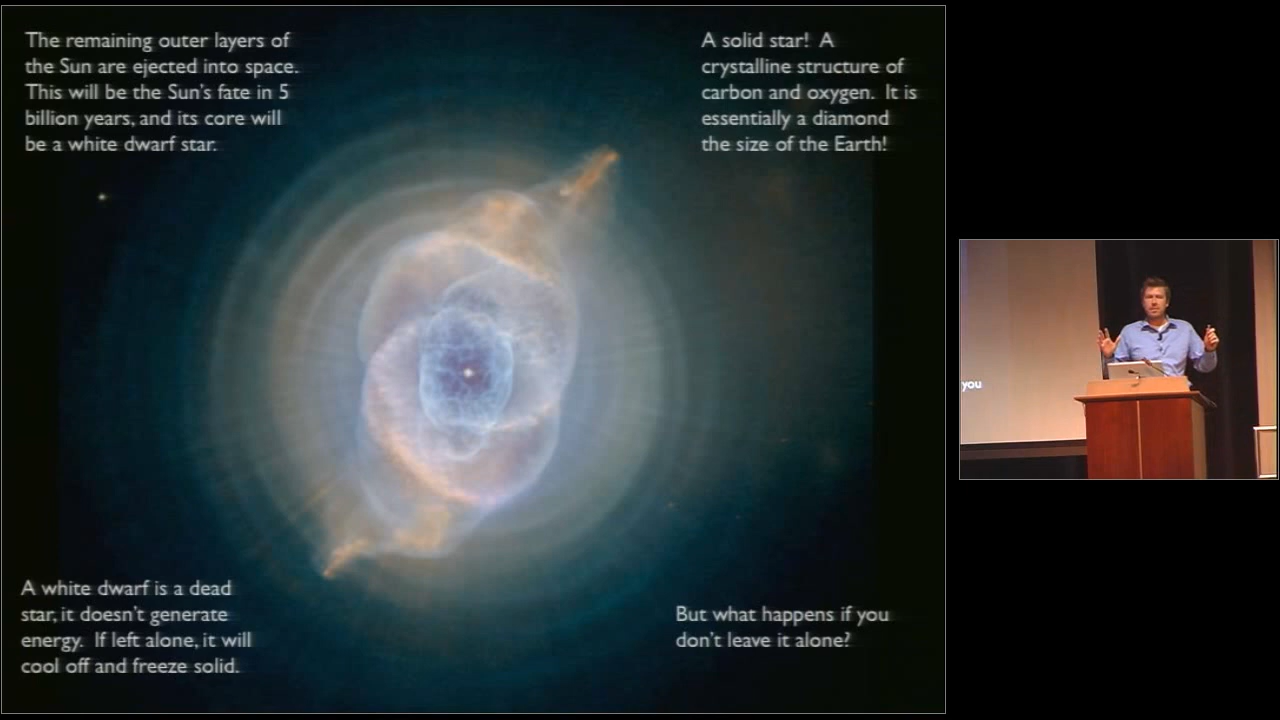 The remaining outer layers of
the Sun are ejected into space.
This will be the Sun's fate in 5
billion years, and its core will
be a white dwarf star.
A solid star! A
crystalline structure of
carbon and oxygen. It is
essentially a diamond
the size of the Earth!
A white dwarf is a dead
star, it doesn't generate
energy. If left alone, it will
cool off and freeze solid.
But what happens if you
don't leave it alone?
you